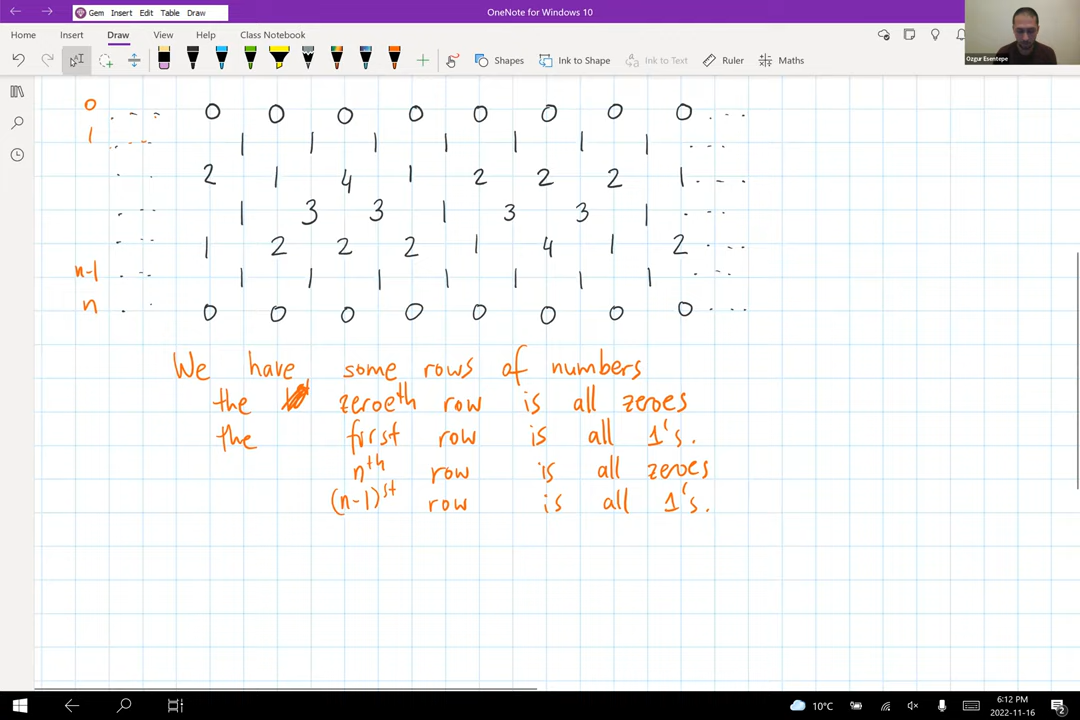 OneNote for Windows 10
Gem Insert Edit Table Draw
Home Insert Draw View Help Class Notebook
Shapes Ink to Shape Ink to Text Ruler Maths
Ozgur Esentepe
0 . --- 0 0 0 0 0 0 0 0 ...
1 ...-- 1 1 1 1 1 1 1 ...
.. 2 1 4 1 2 2 2 1 ....
... 1 3 3 1 3 3 1 ...
... 1 2 2 2 1 4 1 2 ...
n-1 ... 1 1 1 1 1 1 1 ...
n . . 0 0 0 0 0 0 0 0 ...
We have some rows of numbers
the zeroeth row is all zeroes
the first row is all 1's.
nth row is all zeroes
(n-1)st row is all 1's.
10°C
6:12 PM
2022-11-16
2